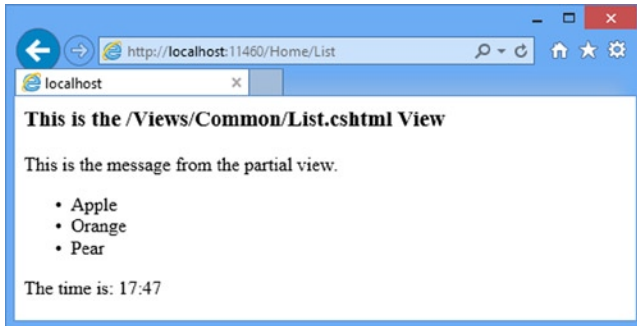 http://localhost:11460/Home/List
localhost
This is the /Views/Common/List.cshtml View
This is the message from the partial view.
• Apple
• Orange
• Pear
The time is: 17:47